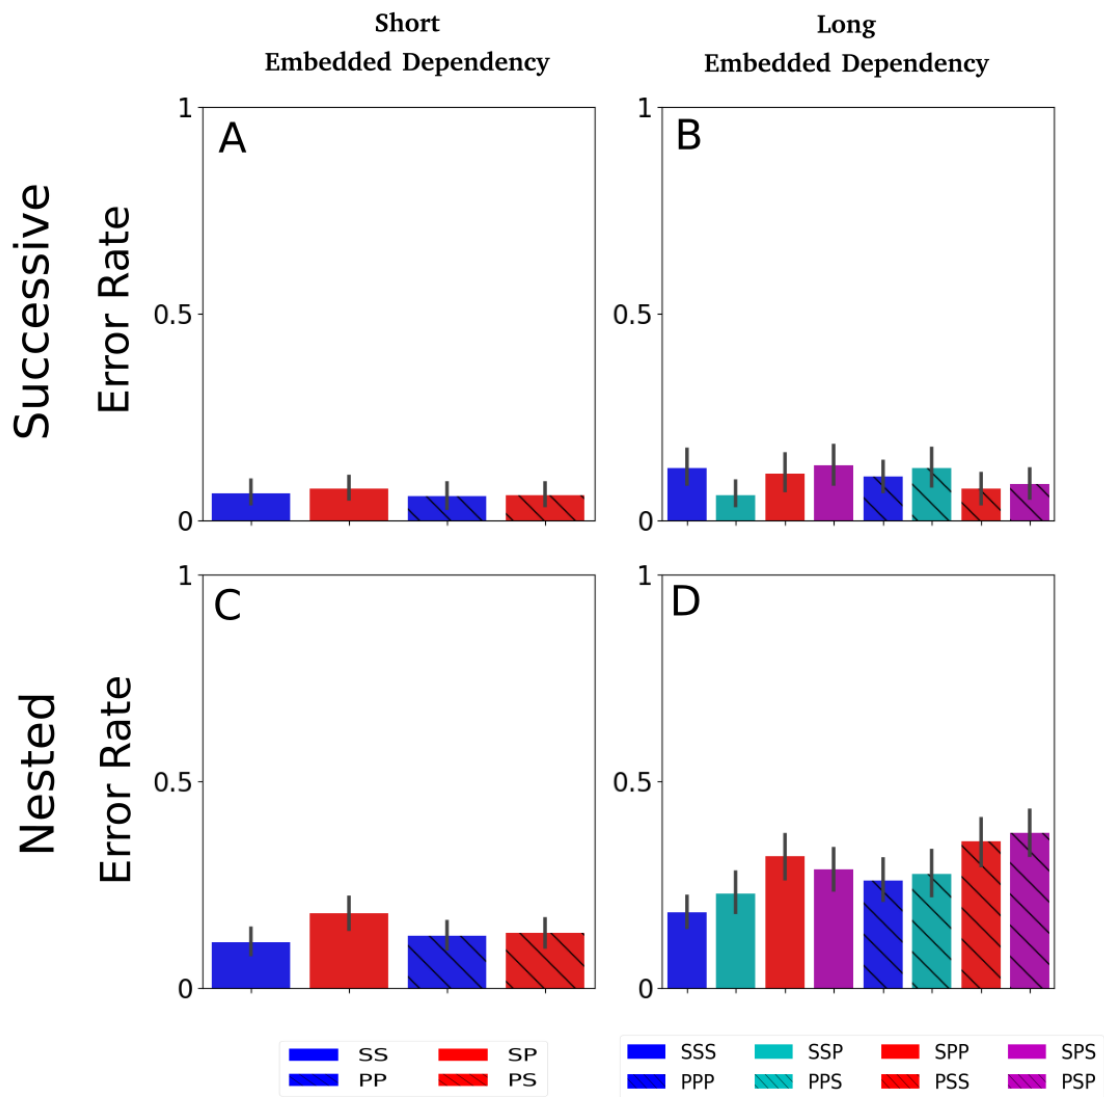 Short
Embedded Dependency
Long
Embedded Dependency
Successive
Error Rate
1
0.5
0
A
1
0.5
0
B
Nested
Error Rate
1
0.5
0
C
1
0.5
0
D
SS SP
PP PS
SSS SSP SPP SPS
PPP PPS PSS PSP